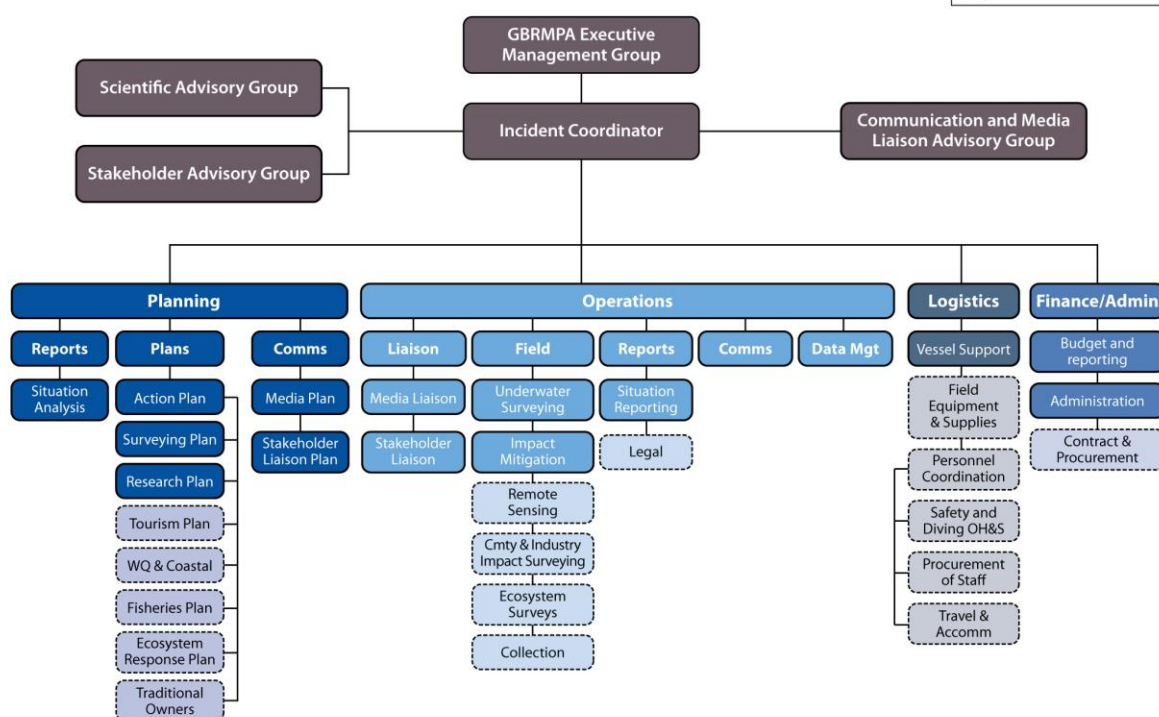 GBRMPA Executive
Management Group
Scientific Advisory Group
Incident Coordinator
Communication and Media
Liaison Advisory Group
Stakeholder Advisory Group
Planning
Operations
Logistics
Finance/Admin
Reports
Plans
Comms
Liaison
Field
Reports
Comms
Data Mgt
Vessel Support
Budget and
reporting
Situation
Analysis
Action Plan
Media Plan
Media Liaison
Underwater
Surveying
Situation
Reporting
Field
Equipment
& Supplies
Administration
Surveying Plan
Stakeholder
Liaison Plan
Stakeholder
Liaison
Impact
Mitigation
Legal
Contract &
Procurement
Research Plan
Remote
Sensing
Personnel
Coordination
Tourism Plan
Cmty & Industry
Impact Surveying
Safety and
Diving OH&S
WQ & Coastal
Ecosystem
Surveys
Procurement
of Staff
Fisheries Plan
Collection
Travel &
Accomm
Ecosystem
Response Plan
Traditional
Owners